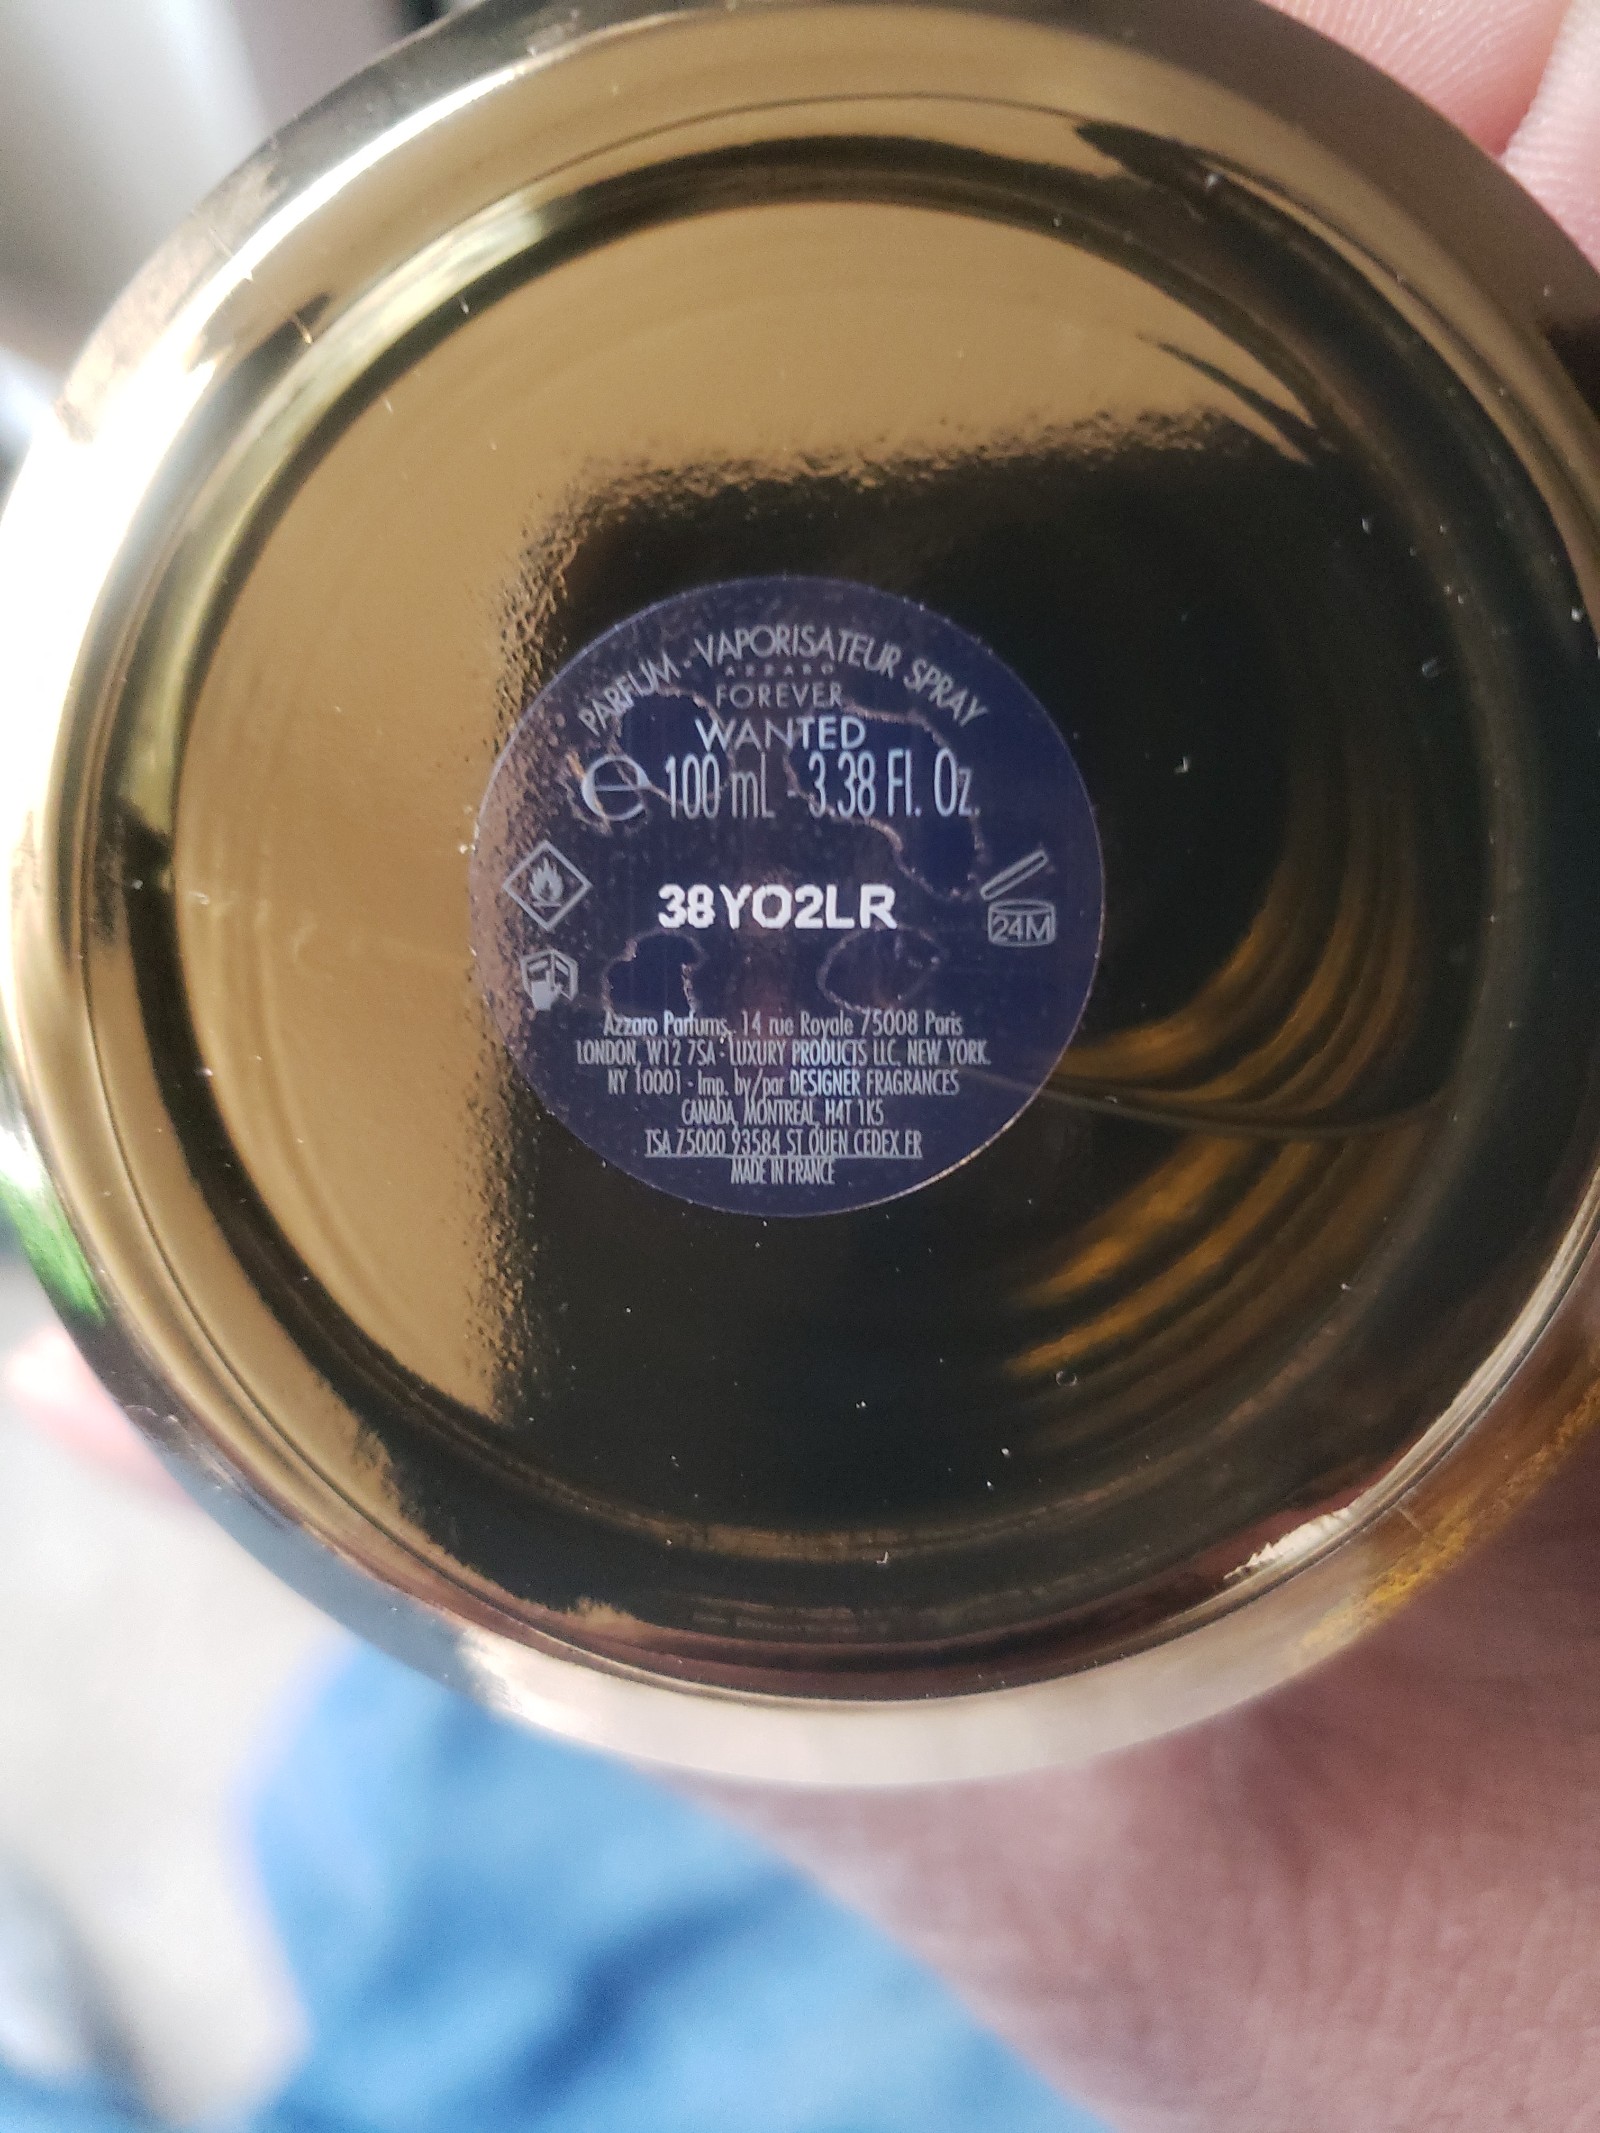 PARFUM - VAPORISATEUR SPRAY
AZZARO
FOREVER
WANTED
℮ 100 mL - 3.38 Fl. Oz.
38YO2LR
24M
Azzaro Parfums, 14 rue Royale 75008 Paris
LONDON, W12 7SA - LUXURY PRODUCTS LLC, NEW YORK.
NY 10001 - Imp. by/par DESIGNER FRAGRANCES
CANADA, MONTREAL, H4T 1K5
TSA 75000 93584 ST OUEN CEDEX FR
MADE IN FRANCE